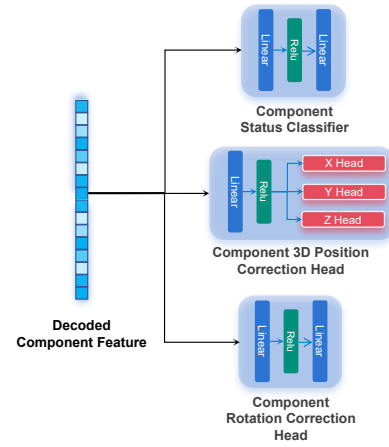 Linear
Relu
Linear
Component
Status Classifier
Linear
Relu
X Head
Y Head
Z Head
Component 3D Position
Correction Head
Decoded
Component Feature
Linear
Relu
Linear
Component
Rotation Correction
Head